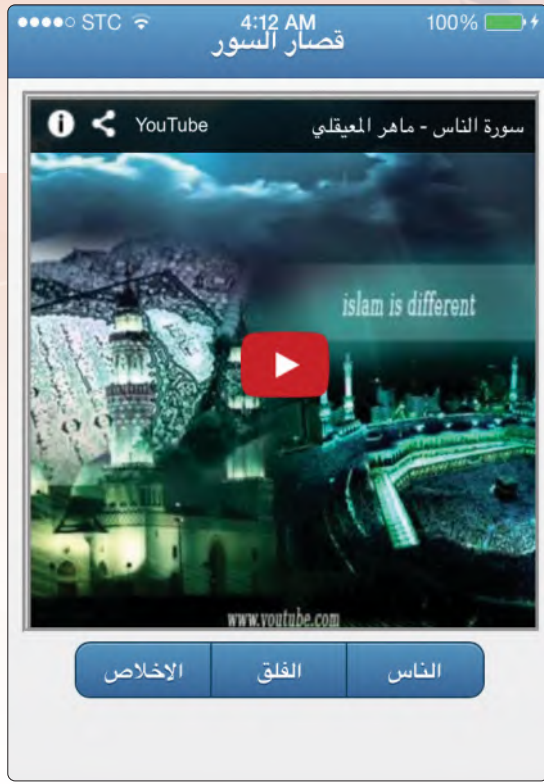 STC 4:12 AM 100%
قصار السور
YouTube سورة الناس - ماهر المعيقلي
islam is different
www.youtube.com
الناس الفلق الاخلاص